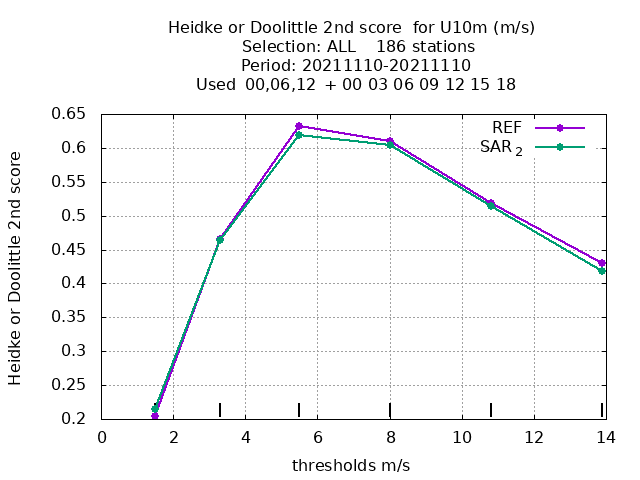 Heidke or Doolittle 2nd score  for U10m (m/s)
Selection: ALL    186 stations
Period: 20211110-20211110
Used  00,06,12  + 00 03 06 09 12 15 18
REF
SAR 2
0.65
0.6
0.55
0.5
0.45
0.4
0.35
0.3
0.25
0.2
Heidke or Doolittle 2nd score
0 2 4 6 8 10 12 14
thresholds m/s